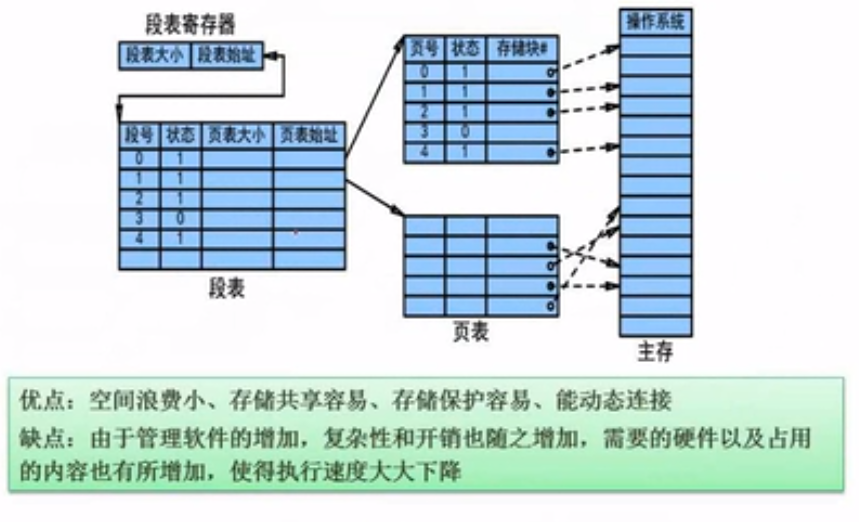 段表寄存器
段表大小 段表始址
段号 状态 页表大小 页表始址
0 1
1 1
2 1
3 0
4 1
段表
页号 状态 存储块#
0 1
1 1
2 1
3 0
4 1
页表
操作系统
主存
优点：空间浪费小、存储共享容易、存储保护容易、能动态连接
缺点：由于管理软件的增加，复杂性和开销也随之增加，需要的硬件以及占用
的内容也有所增加，使得执行速度大大下降